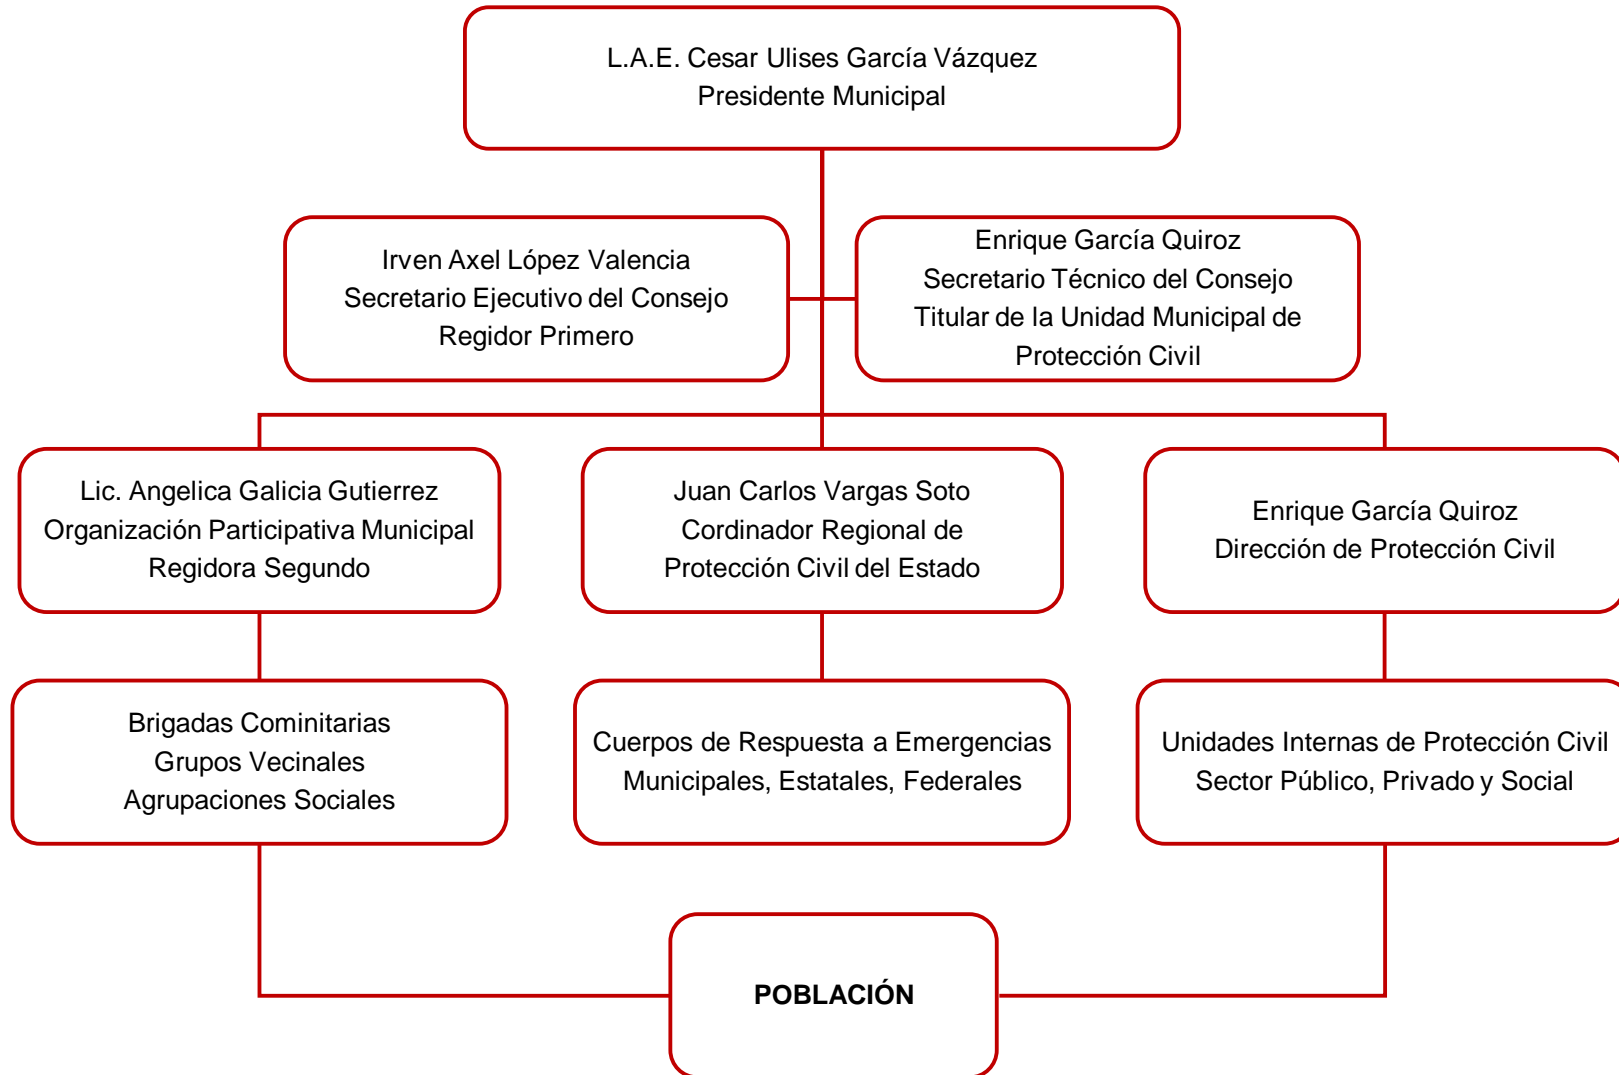 L.A.E. Cesar Ulises García Vázquez
Presidente Municipal
Irven Axel López Valencia
Secretario Ejecutivo del Consejo
Regidor Primero
Enrique García Quiroz
Secretario Técnico del Consejo
Titular de la Unidad Municipal de
Protección Civil
Lic. Angelica Galicia Gutierrez
Organización Participativa Municipal
Regidora Segundo
Juan Carlos Vargas Soto
Cordinador Regional de
Protección Civil del Estado
Enrique García Quiroz
Dirección de Protección Civil
Brigadas Cominitarias
Grupos Vecinales
Agrupaciones Sociales
Cuerpos de Respuesta a Emergencias
Municipales, Estatales, Federales
Unidades Internas de Protección Civil
Sector Público, Privado y Social
POBLACIÓN